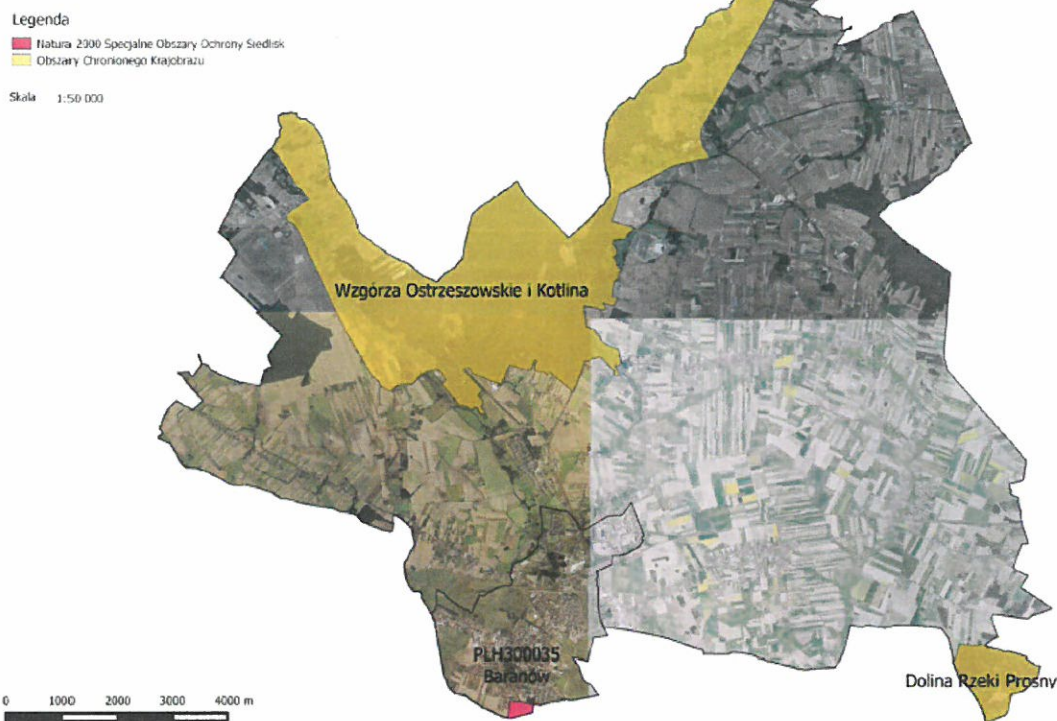 Legenda
Natura 2000 Specjalne Obszary Ochrony Siedlisk
Obszary Chronionego Krajobrazu
Skala 1:50 000
Wzgórza Ostrzeszowskie i Kotlina
PLH300035
Baranów
Dolina Rzeki Prosny
0 1000 2000 3000 4000 m